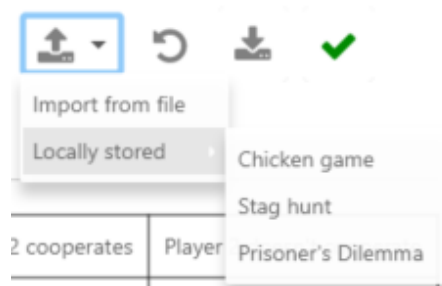 Import from file
Locally stored
Chicken game
Stag hunt
Prisoner's Dilemma
2 cooperates
Player